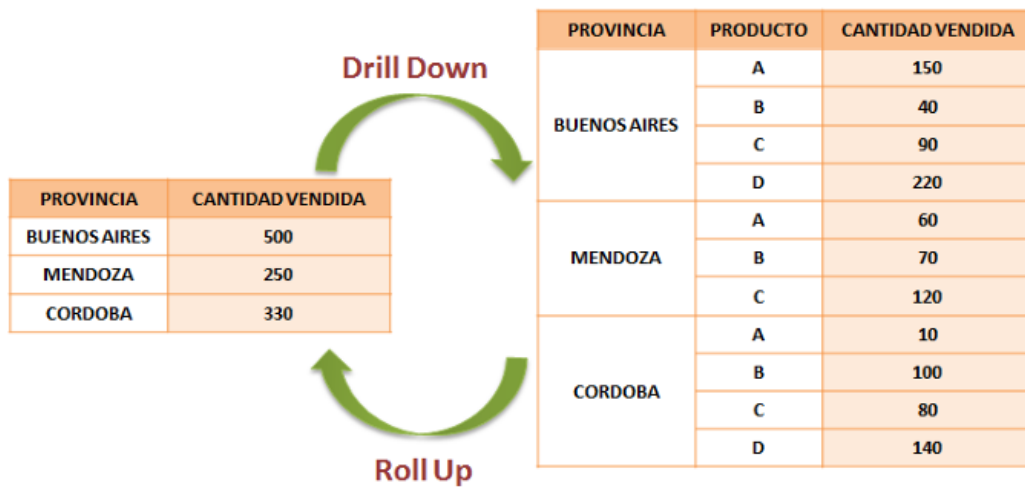 Drill Down
PROVINCIA CANTIDAD VENDIDA
BUENOS AIRES 500
MENDOZA 250
CORDOBA 330
Roll Up
PROVINCIA PRODUCTO CANTIDAD VENDIDA
BUENOS AIRES
A 150
B 40
C 90
D 220
MENDOZA
A 60
B 70
C 120
CORDOBA
A 10
B 100
C 80
D 140